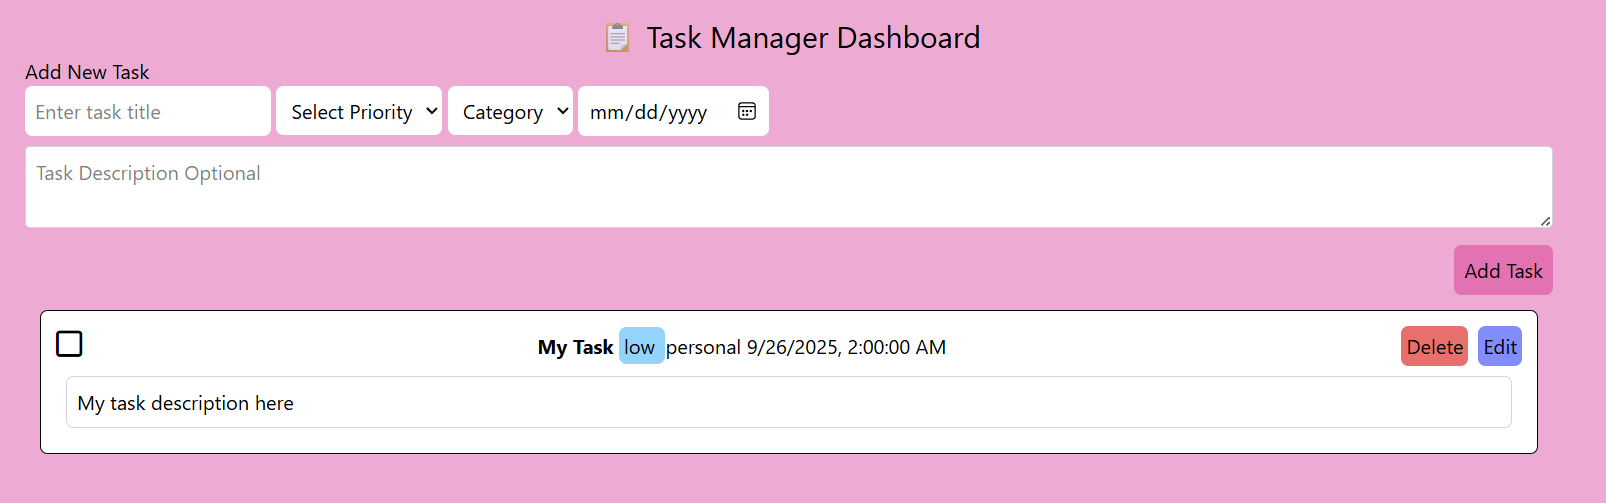 📋 Task Manager Dashboard
Add New Task
Enter task title Select Priority Category mm/dd/yyyy
Task Description Optional
Add Task
My Task low personal 9/26/2025, 2:00:00 AM Delete Edit
My task description here